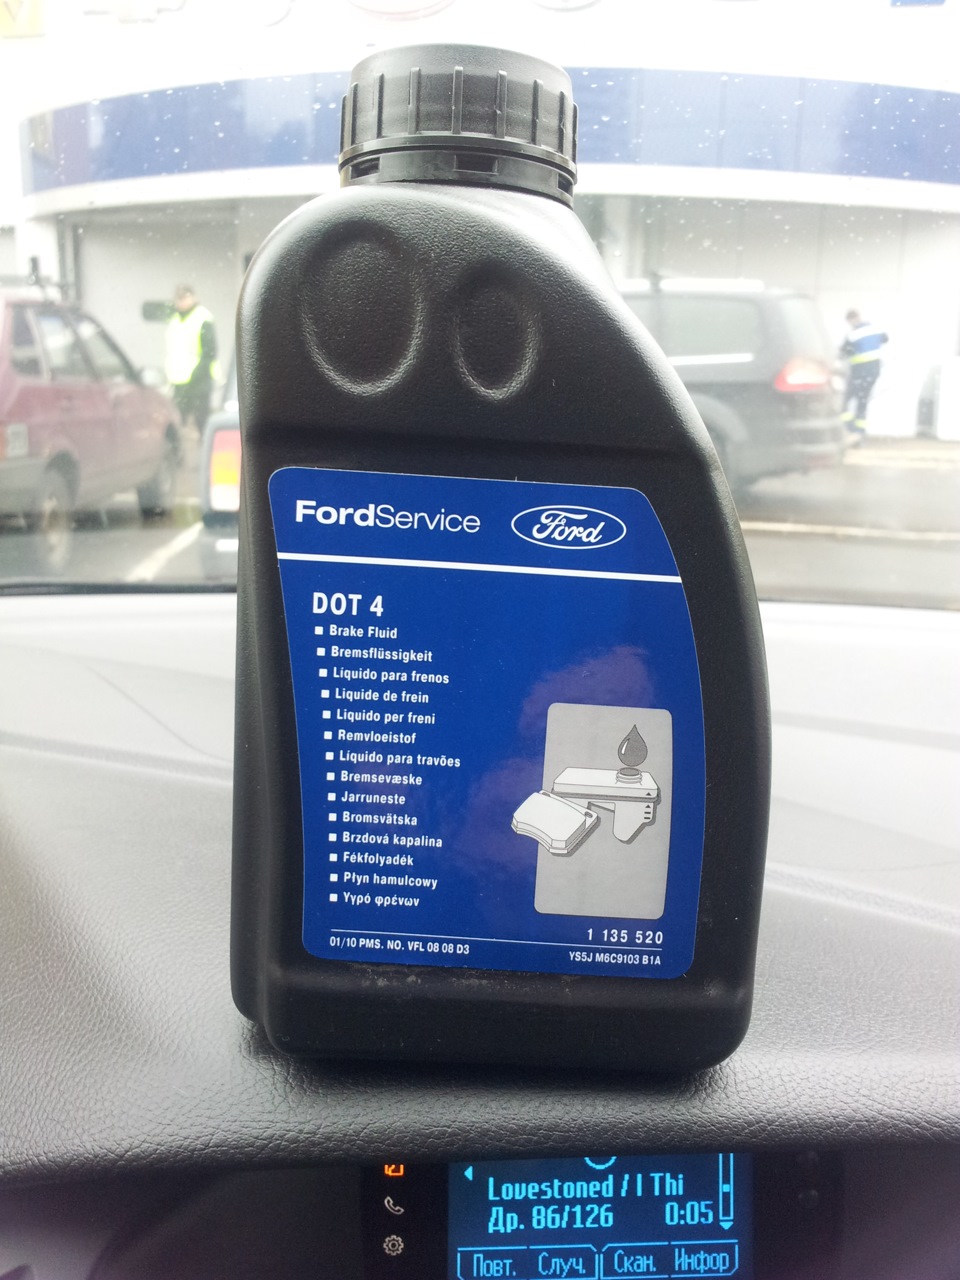 FordService
Ford
DOT 4
Brake Fluid
Bremsflüssigkeit
Líquido para frenos
Liquide de frein
Liquido per freni
Remvloeistof
Líquido para travões
Bremsevæske
Jarruneste
Bromsvätska
Brzdová kapalina
Fékfolyadék
Płyn hamulcowy
Υγρό φρένων
1 135 520
01/10 PMS. NO. VFL 08 08 D3
YS5J M6C9103 B1A
Lovestoned / I Thi
Др. 86/126 0:05
Повт. Случ. Скан. Инфор